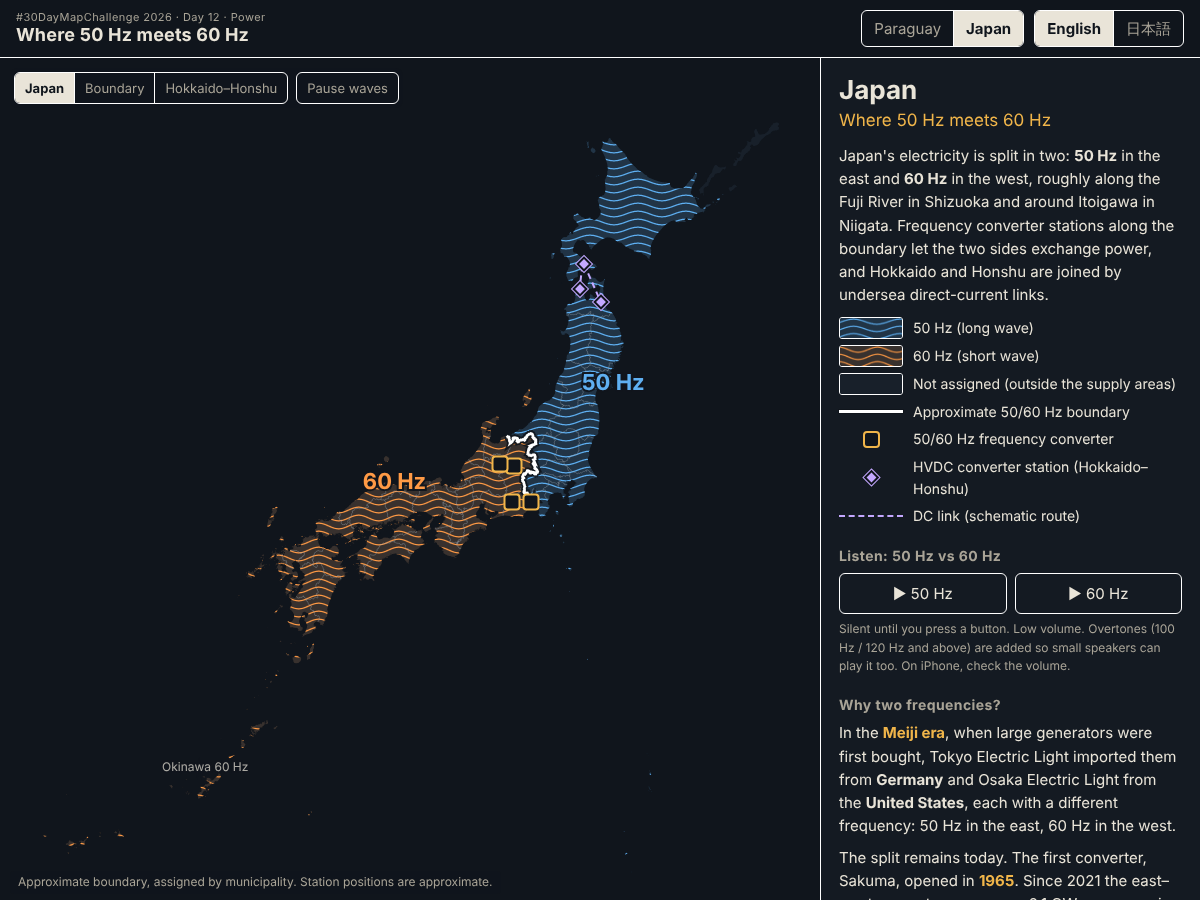 #30DayMapChallenge 2026 · Day 12 · Power
Where 50 Hz meets 60 Hz
Paraguay
Japan
English
日本語
Japan
Boundary
Hokkaido–Honshu
Pause waves
50 Hz
60 Hz
Okinawa 60 Hz
Approximate boundary, assigned by municipality. Station positions are approximate.
Japan
Where 50 Hz meets 60 Hz
Japan's electricity is split in two: 50 Hz in the
east and 60 Hz in the west, roughly along the
Fuji River in Shizuoka and around Itoigawa in
Niigata. Frequency converter stations along the
boundary let the two sides exchange power,
and Hokkaido and Honshu are joined by
undersea direct-current links.
50 Hz (long wave)
60 Hz (short wave)
Not assigned (outside the supply areas)
Approximate 50/60 Hz boundary
50/60 Hz frequency converter
HVDC converter station (Hokkaido–
Honshu)
DC link (schematic route)
Listen: 50 Hz vs 60 Hz
▶ 50 Hz
▶ 60 Hz
Silent until you press a button. Low volume. Overtones (100
Hz / 120 Hz and above) are added so small speakers can
play it too. On iPhone, check the volume.
Why two frequencies?
In the Meiji era, when large generators were
first bought, Tokyo Electric Light imported them
from Germany and Osaka Electric Light from
the United States, each with a different
frequency: 50 Hz in the east, 60 Hz in the west.
The split remains today. The first converter,
Sakuma, opened in 1965. Since 2021 the east–